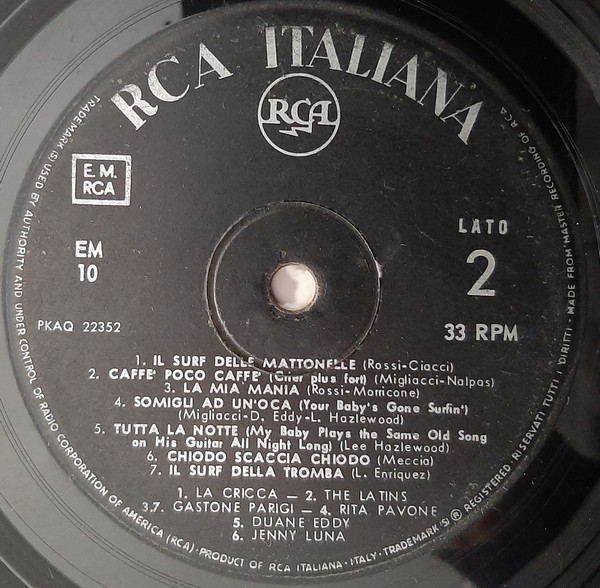 RCA ITALIANA
RCA
E. M.
RCA
EM
10
LATO
2
PKAQ 22352
33 RPM
1. IL SURF DELLE MATTONELLE (Rossi-Ciacci)
2. CAFFE' POCO CAFFE' (Crier plus fort) (Migliacci-Nalpas)
3. LA MIA MANIA (Rossi-Morricone)
4. SOMIGLI AD UN'OCA (Your Baby's Gone Surfin')
(Migliacci-D. Eddy-L. Hazlewood)
5. TUTTA LA NOTTE (My Baby Plays the Same Old Song
on His Guitar All Night Long) (Lee Hazlewood)
6. CHIODO SCACCIA CHIODO (Meccia)
7. IL SURF DELLA TROMBA (L. Enriquez)
1. LA CRICCA – 2. THE LATINS
3,7. GASTONE PARIGI – 4. RITA PAVONE
5. DUANE EDDY
6. JENNY LUNA
TRADEMARK (S) USED BY AUTHORITY AND UNDER CONTROL OF RADIO CORPORATION OF AMERICA (RCA) · PRODUCT OF RCA ITALIANA · ITALY · TRADEMARK(S) ® REGISTERED. RISERVATI TUTTI I DIRITTI - MADE FROM MASTER RECORDING OF RCA